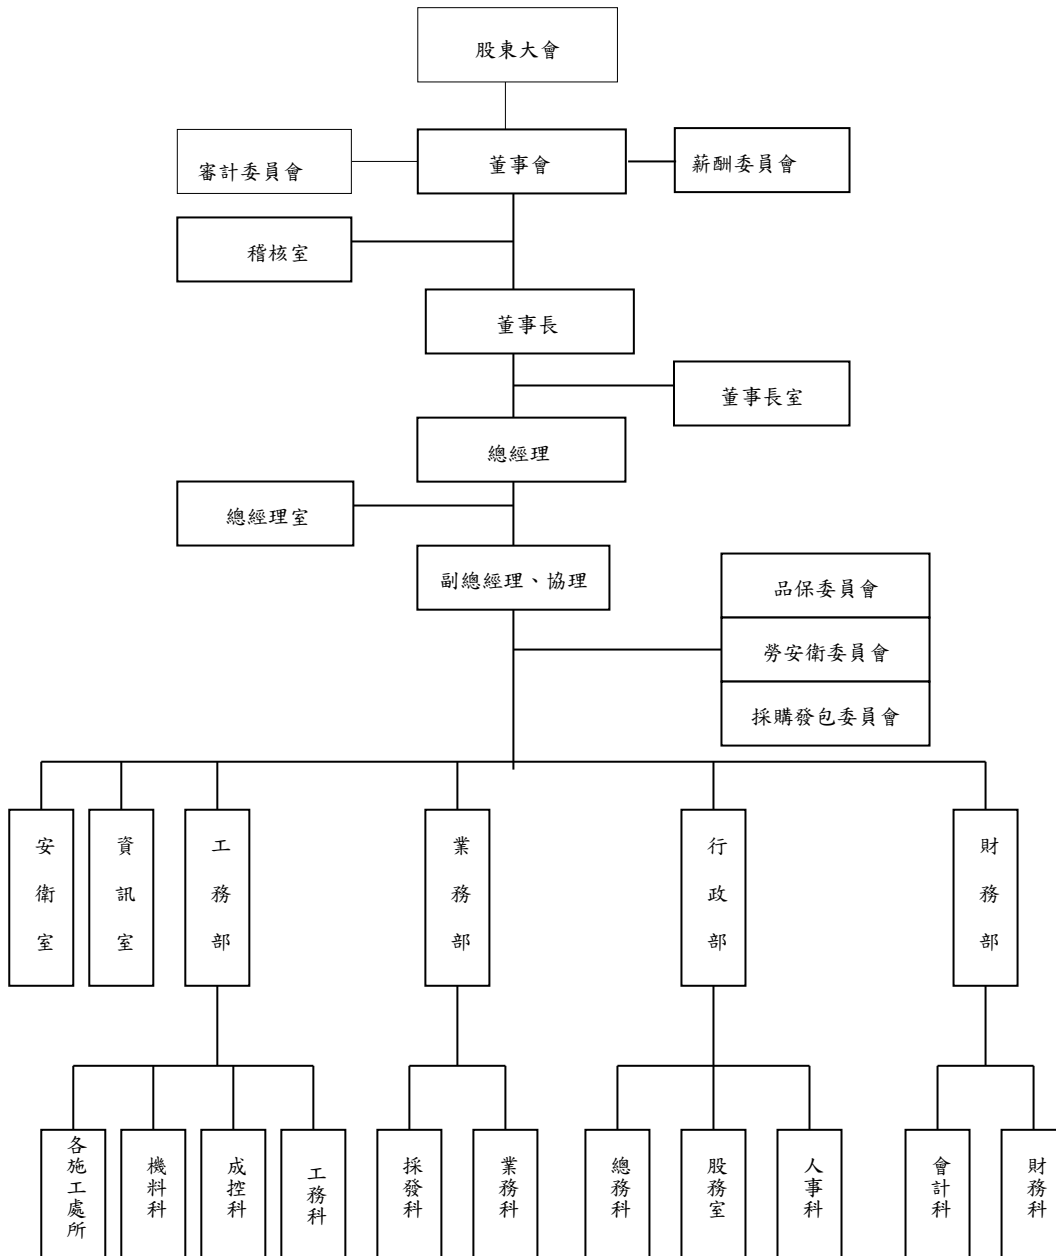 股東大會
審計委員會
董事會
薪酬委員會
稽核室
董事長
董事長室
總經理
總經理室
副總經理、協理
品保委員會
勞安衛委員會
採購發包委員會
安衛室
資訊室
工務部
業務部
行政部
財務部
各施工處所
機料科
成控科
工務科
採發科
業務科
總務科
股務室
人事科
會計科
財務科